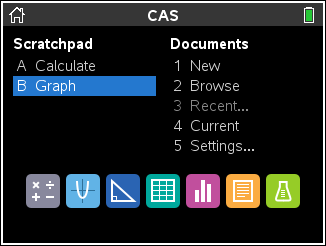 CAS
Scratchpad
A Calculate
B Graph
Documents
1 New
2 Browse
3 Recent...
4 Current
5 Settings...